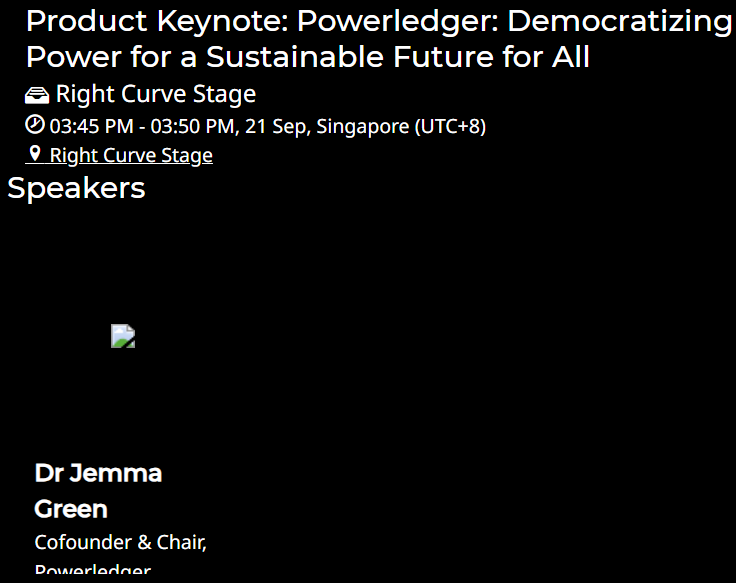 Product Keynote: Powerledger: Democratizing
Power for a Sustainable Future for All
Right Curve Stage
03:45 PM - 03:50 PM, 21 Sep, Singapore (UTC+8)
Right Curve Stage
Speakers
Dr Jemma
Green
Cofounder & Chair,
Powerledger